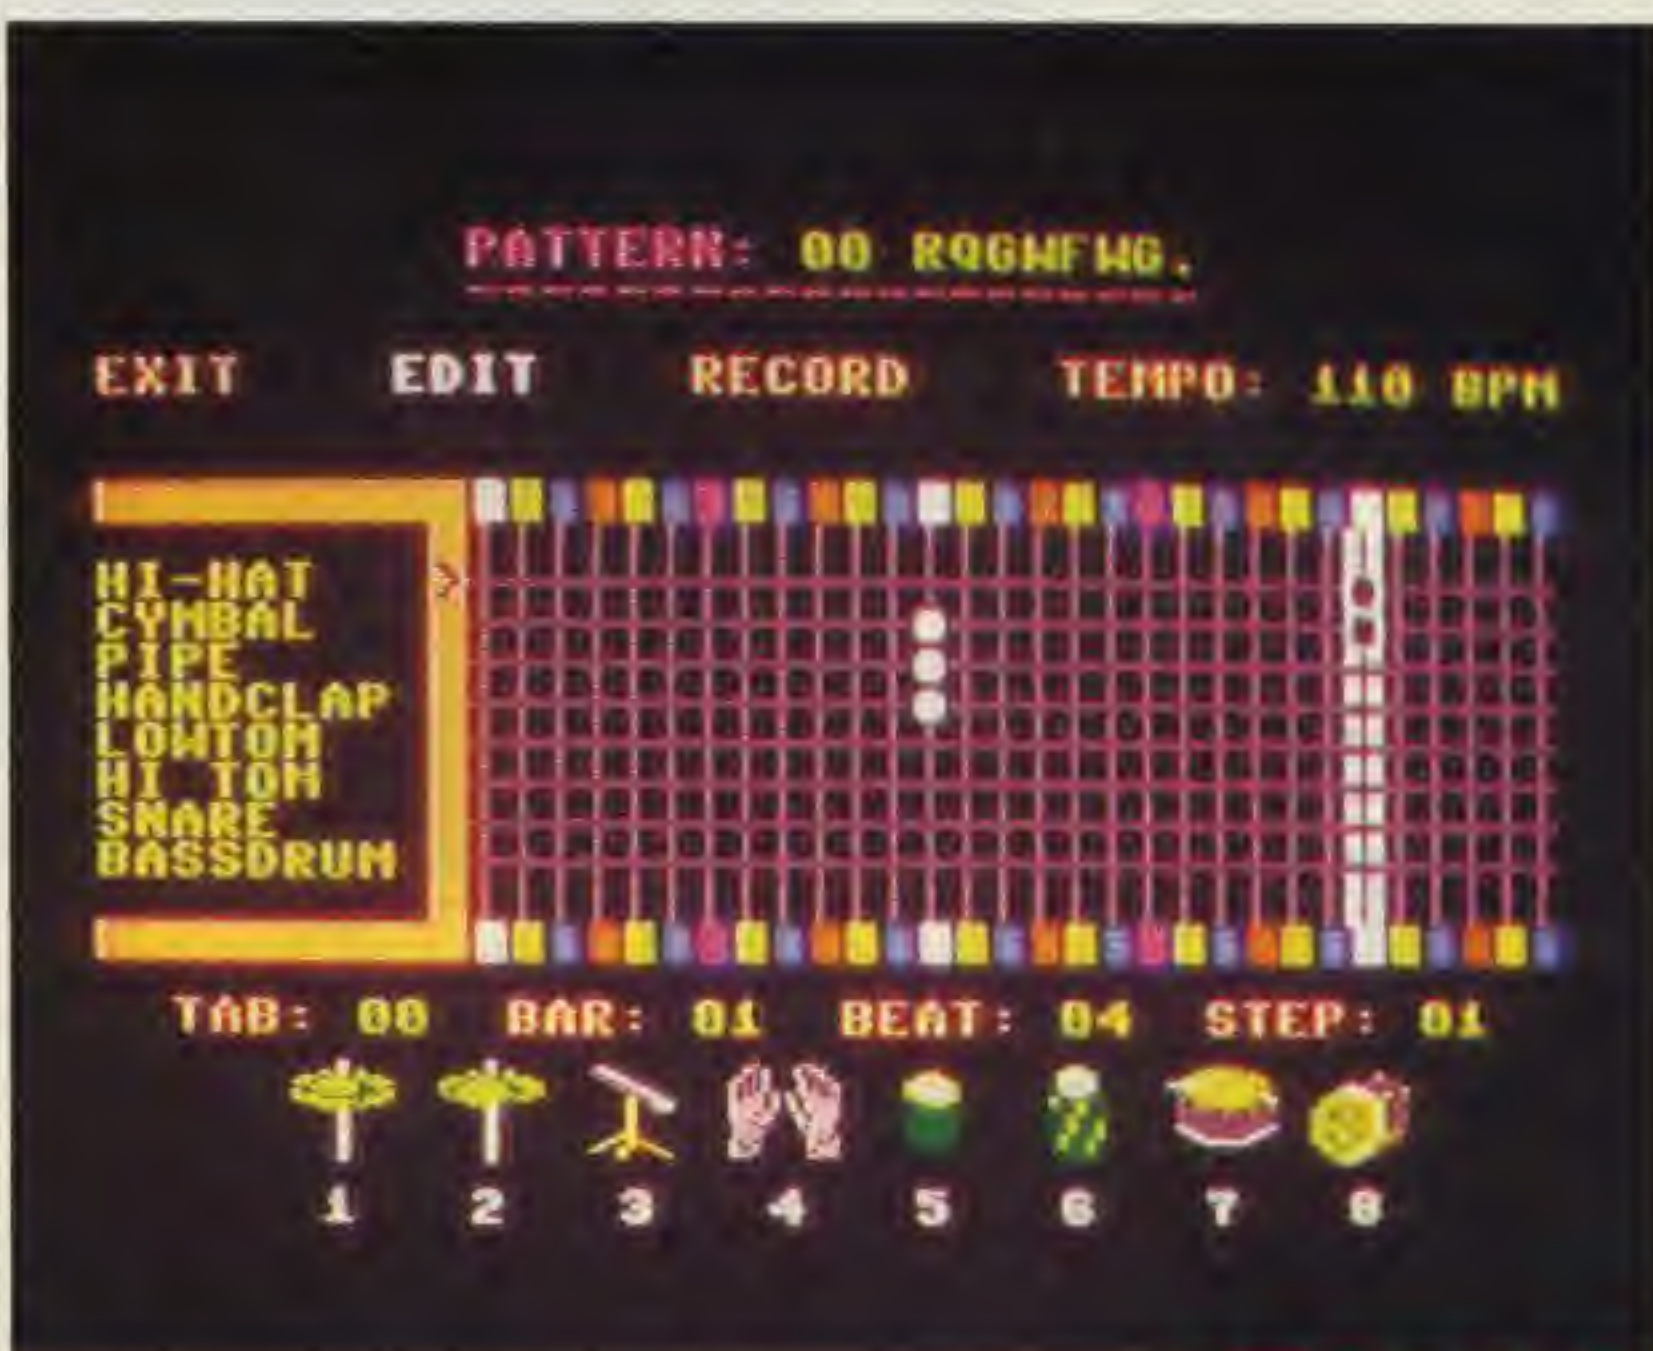 PATTERN: 00 RQGWFWG.
EXIT EDIT RECORD TEMPO: 110 BPM
HI-HAT
CYMBAL
PIPE
HANDCLAP
LOWTOM
HI TOM
SNARE
BASSDRUM
TAB: 00 BAR: 01 BEAT: 04 STEP: 01
1 2 3 4 5 6 7 8